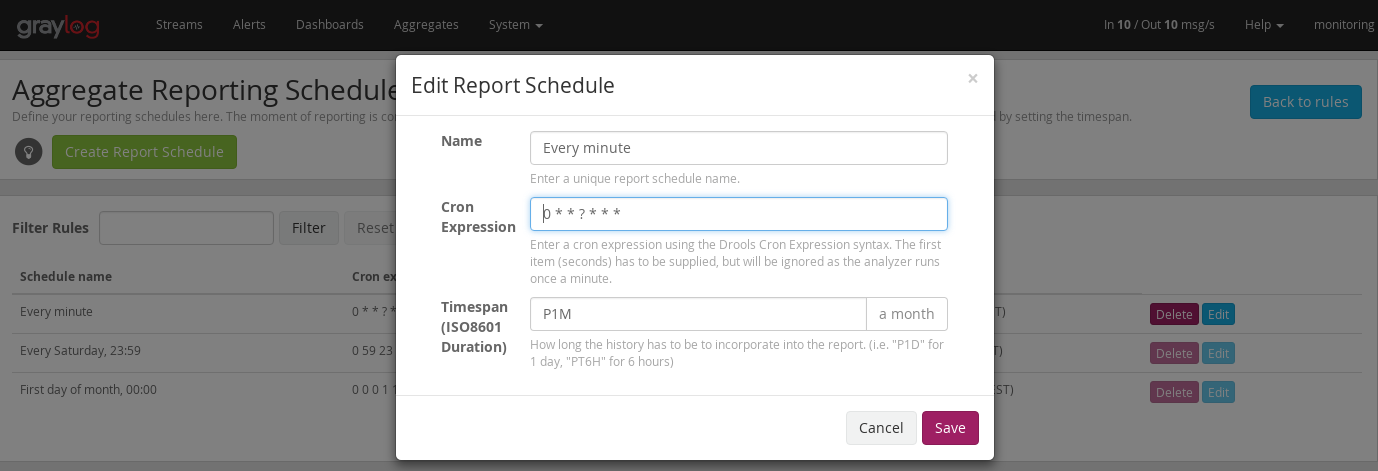 graylog Streams Alerts Dashboards Aggregates System In 10 / Out 10 msg/s Help monitoring
Edit Report Schedule ×
Aggregate Reporting Schedule
Define your reporting schedules here. The moment of reporting is co
d by setting the timespan.
Back to rules
Create Report Schedule
Name Every minute
Enter a unique report schedule name.
Cron Expression 0 * * ? * * *
Enter a cron expression using the Drools Cron Expression syntax. The first
item (seconds) has to be supplied, but will be ignored as the analyzer runs
once a minute.
Timespan (ISO8601 Duration) P1M a month
How long the history has to be to incorporate into the report. (i.e. "P1D" for
1 day, "PT6H" for 6 hours)
Cancel Save
Filter Rules Filter Reset
Schedule name Cron ex
Every minute 0 * * ? * T) Delete Edit
Every Saturday, 23:59 0 59 23 T) Delete Edit
First day of month, 00:00 0 0 0 1 1 EST) Delete Edit